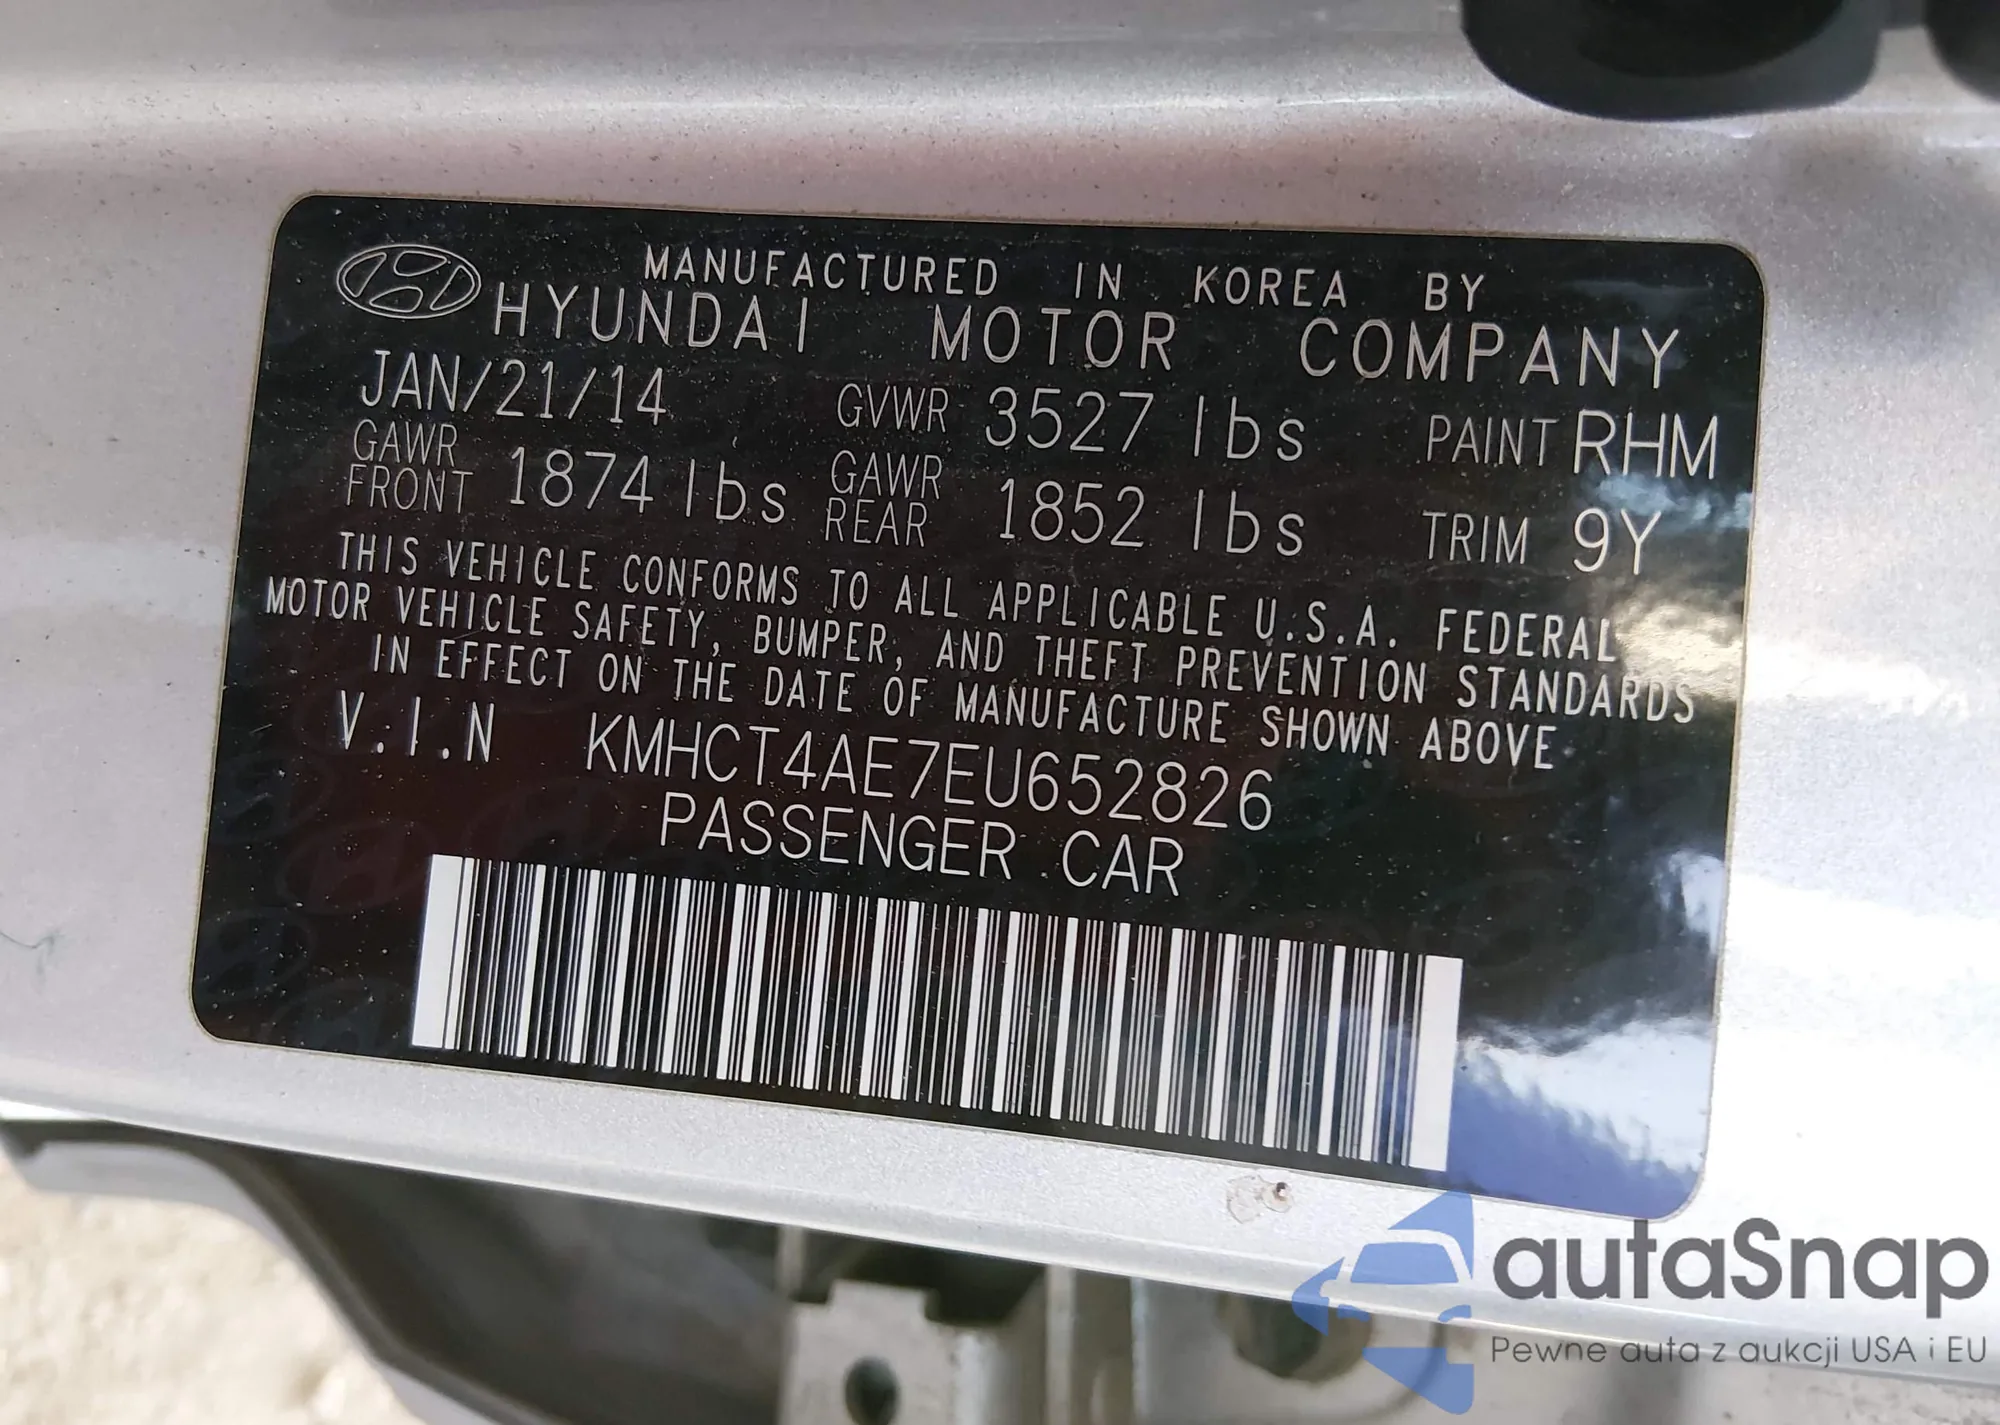 MANUFACTURED IN KOREA BY
HYUNDAI MOTOR COMPANY
JAN/21/14 GVWR 3527 lbs PAINT RHM
GAWR FRONT 1874 lbs GAWR REAR 1852 lbs TRIM 9Y
THIS VEHICLE CONFORMS TO ALL APPLICABLE U.S.A. FEDERAL
MOTOR VEHICLE SAFETY, BUMPER, AND THEFT PREVENTION STANDARDS
IN EFFECT ON THE DATE OF MANUFACTURE SHOWN ABOVE
V.I.N KMHCT4AE7EU652826
PASSENGER CAR
autaSnap
Pewne auta z aukcji USA i EU